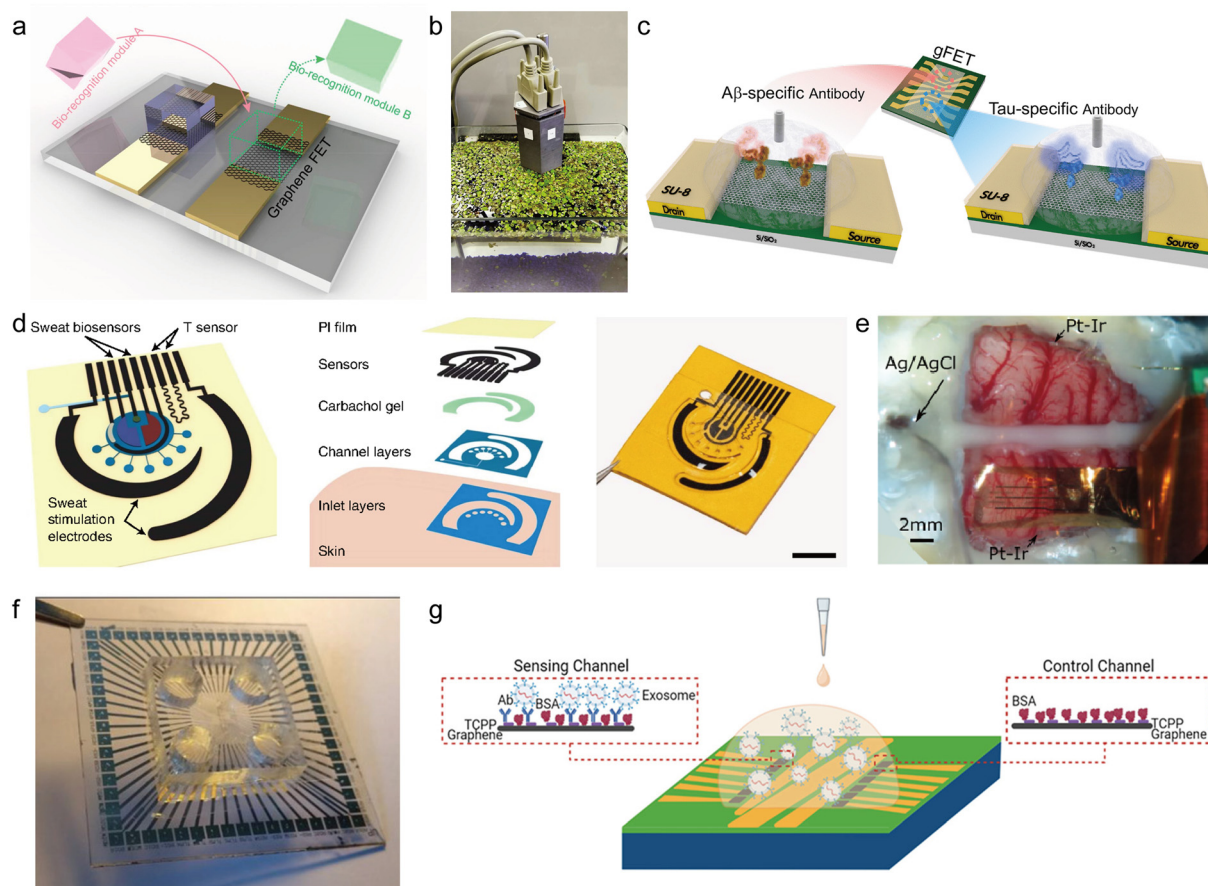 a
Bio-recognition module A
Bio-recognition module B
Graphene FET
b
c
gFET
Aβ-specific Antibody
Tau-specific Antibody
SU-8
Drain
Source
Si/SiO₂
SU-8
Drain
Source
Si/SiO₂
d
Sweat biosensors
T sensor
Sweat
stimulation
electrodes
PI film
Sensors
Carbachol gel
Channel layers
Inlet layers
Skin
e
Pt-Ir
Ag/AgCl
2mm
Pt-Ir
f
g
Sensing Channel
Ab
BSA
Exosome
TCPP
Graphene
Control Channel
BSA
TCPP
Graphene